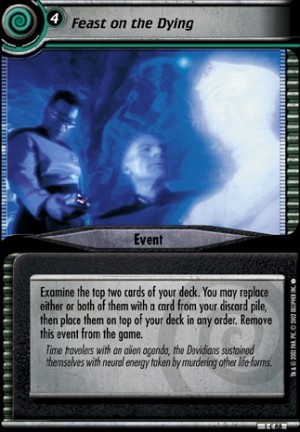 4 Feast on the Dying
Event
Examine the top two cards of your deck. You may replace
either or both of them with a card from your discard pile,
then place them on top of your deck in any order. Remove
this event from the game.
Time travelers with an alien agenda, the Devidians sustained
themselves with neural energy taken by murdering other life-forms.
1 C 88